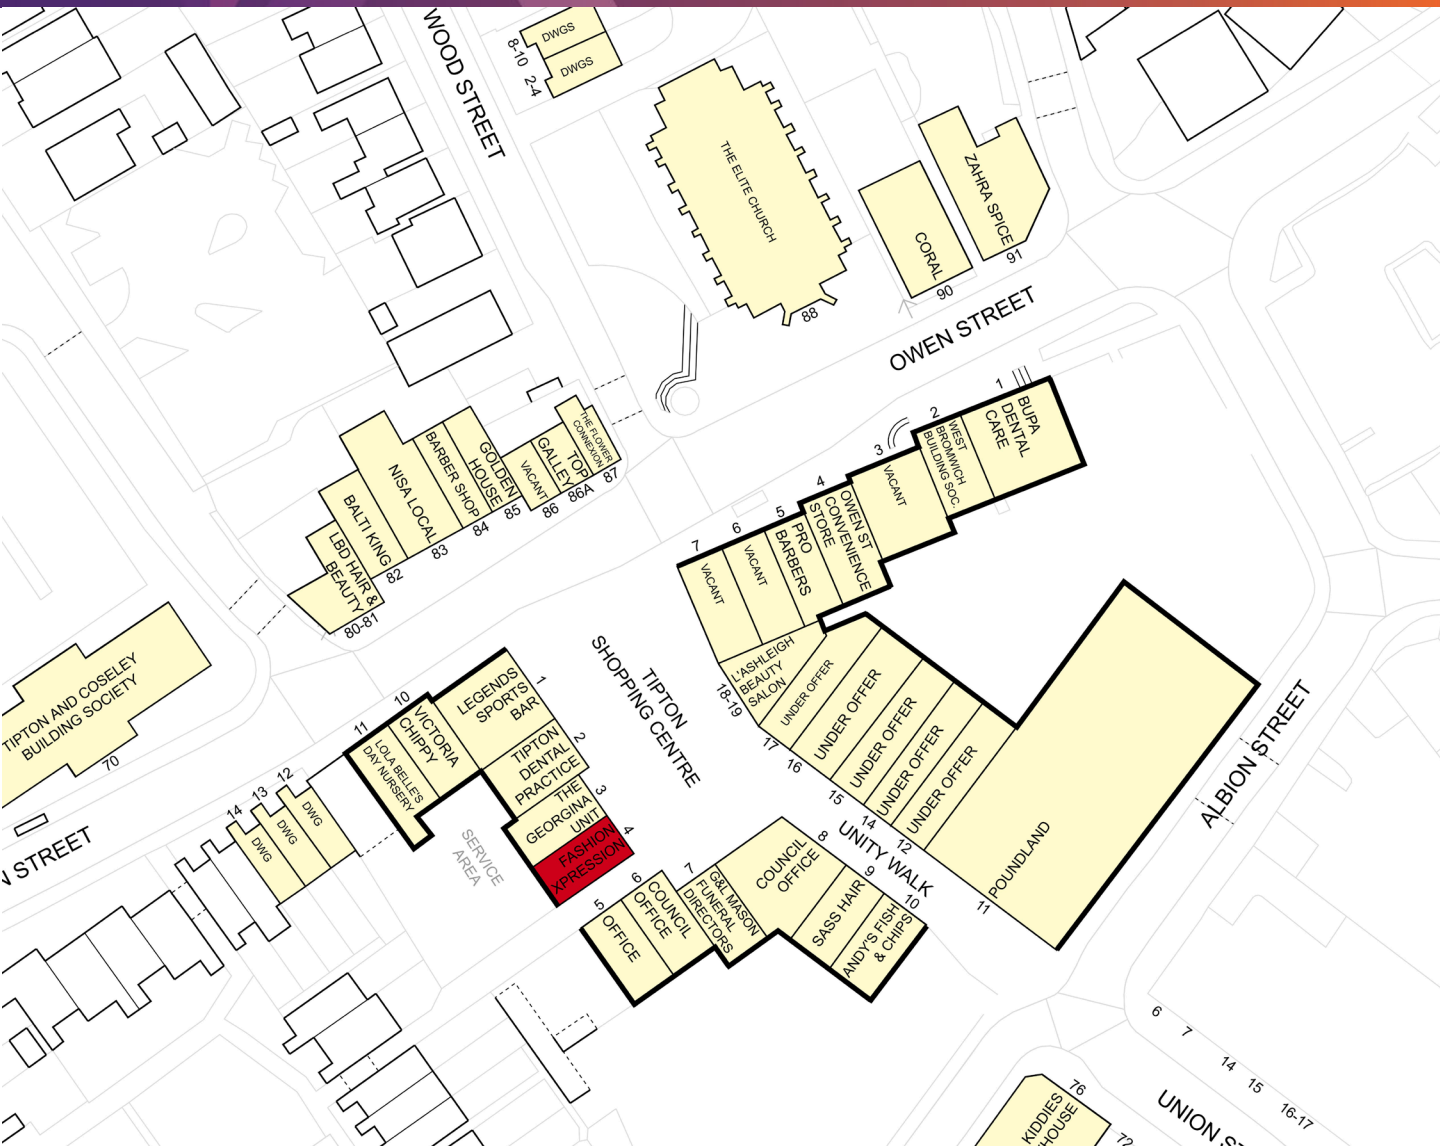 WOOD STREET
8-10
2-4
DWGS
DWGS
THE ELITE CHURCH
88
CORAL
90
ZAHRA SPICE
91
OWEN STREET
1
BUPA
DENTAL
CARE
2
WEST
BROMWICH
BUILDING SOC.
3
VACANT
4
OWEN ST
CONVENIENCE
STORE
5
PRO
BARBERS
6
VACANT
7
VACANT
THE FLOWER
CONNEXION
87
TOP
GALLEY
86A
VACANT
86
GOLDEN
HOUSE
85
BARBER SHOP
84
NISA LOCAL
83
BALTI KING
82
LBD HAIR &
BEAUTY
80-81
TIPTON AND COSELEY
BUILDING SOCIETY
70
N STREET
14
13
12
DWG
DWG
DWG
11
10
LOLA BELLE'S
DAY NURSERY
VICTORIA
CHIPPY
LEGENDS
SPORTS
BAR
1
TIPTON
DENTAL
PRACTICE
2
THE
GEORGINA
UNIT
3
FASHION
XPRESSION
4
SERVICE
AREA
TIPTON
SHOPPING CENTRE
L'ASHLEIGH
BEAUTY
SALON
18-19
UNDER OFFER
17
UNDER OFFER
16
UNDER OFFER
15
UNDER OFFER
14
UNDER OFFER
12
POUNDLAND
11
UNITY WALK
ALBION STREET
5
OFFICE
6
COUNCIL
OFFICE
7
G&L MASON
FUNERAL
DIRECTORS
8
COUNCIL
OFFICE
9
SASS HAIR
10
ANDY'S FISH
& CHIPS
6
7
14
15
16-17
UNION ST
76
KIDDIES
HOUSE
72